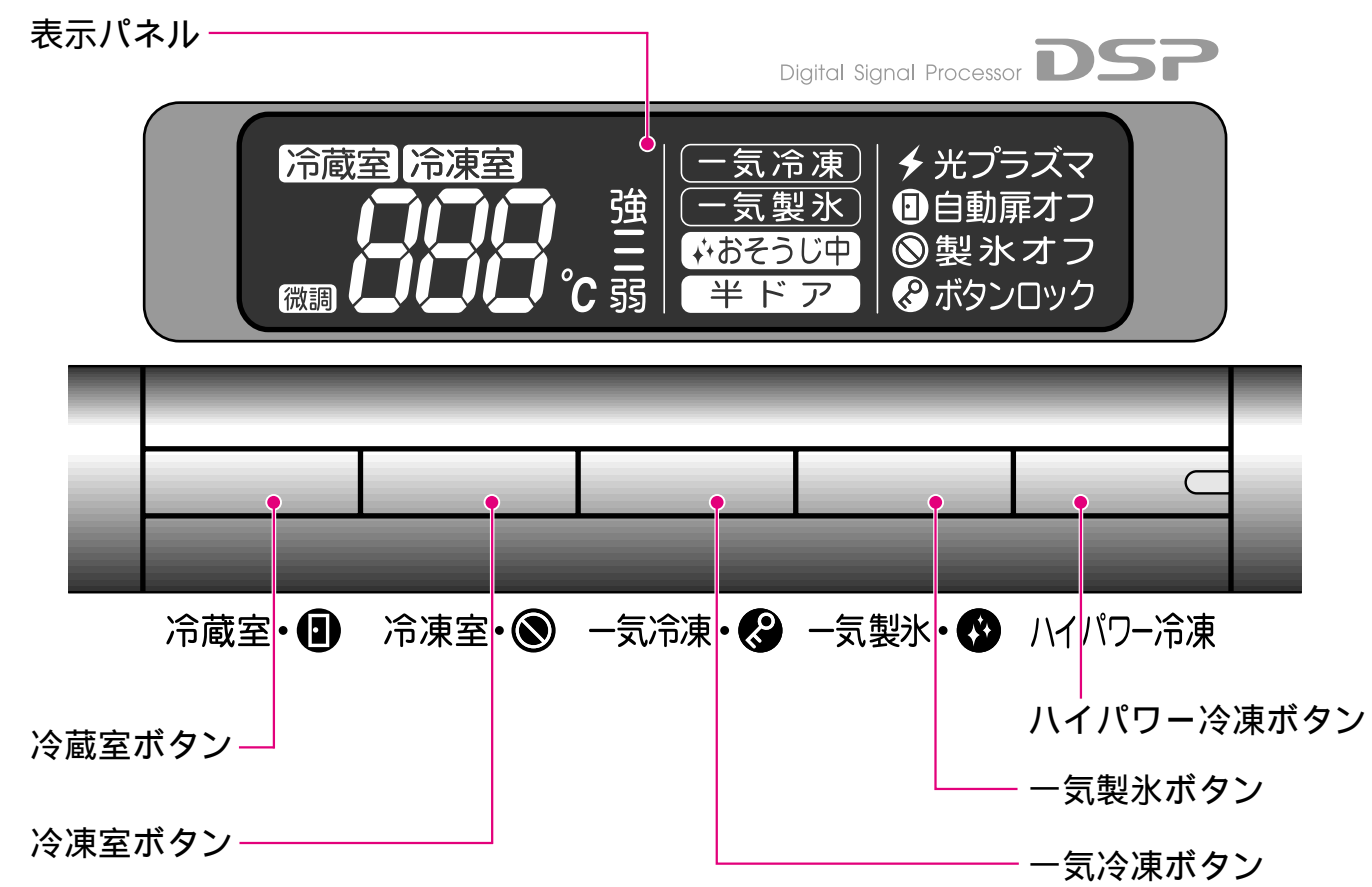 表示パネル
Digital Signal Processor DSP
冷蔵室 冷凍室
888
℃
微調
強
弱
一気冷凍
一気製氷
おそうじ中
半ドア
光プラズマ
自動扉オフ
製氷オフ
ボタンロック
冷蔵室・
冷凍室・
一気冷凍・
一気製氷・
ハイパワー冷凍
冷蔵室ボタン
冷凍室ボタン
ハイパワー冷凍ボタン
一気製氷ボタン
一気冷凍ボタン